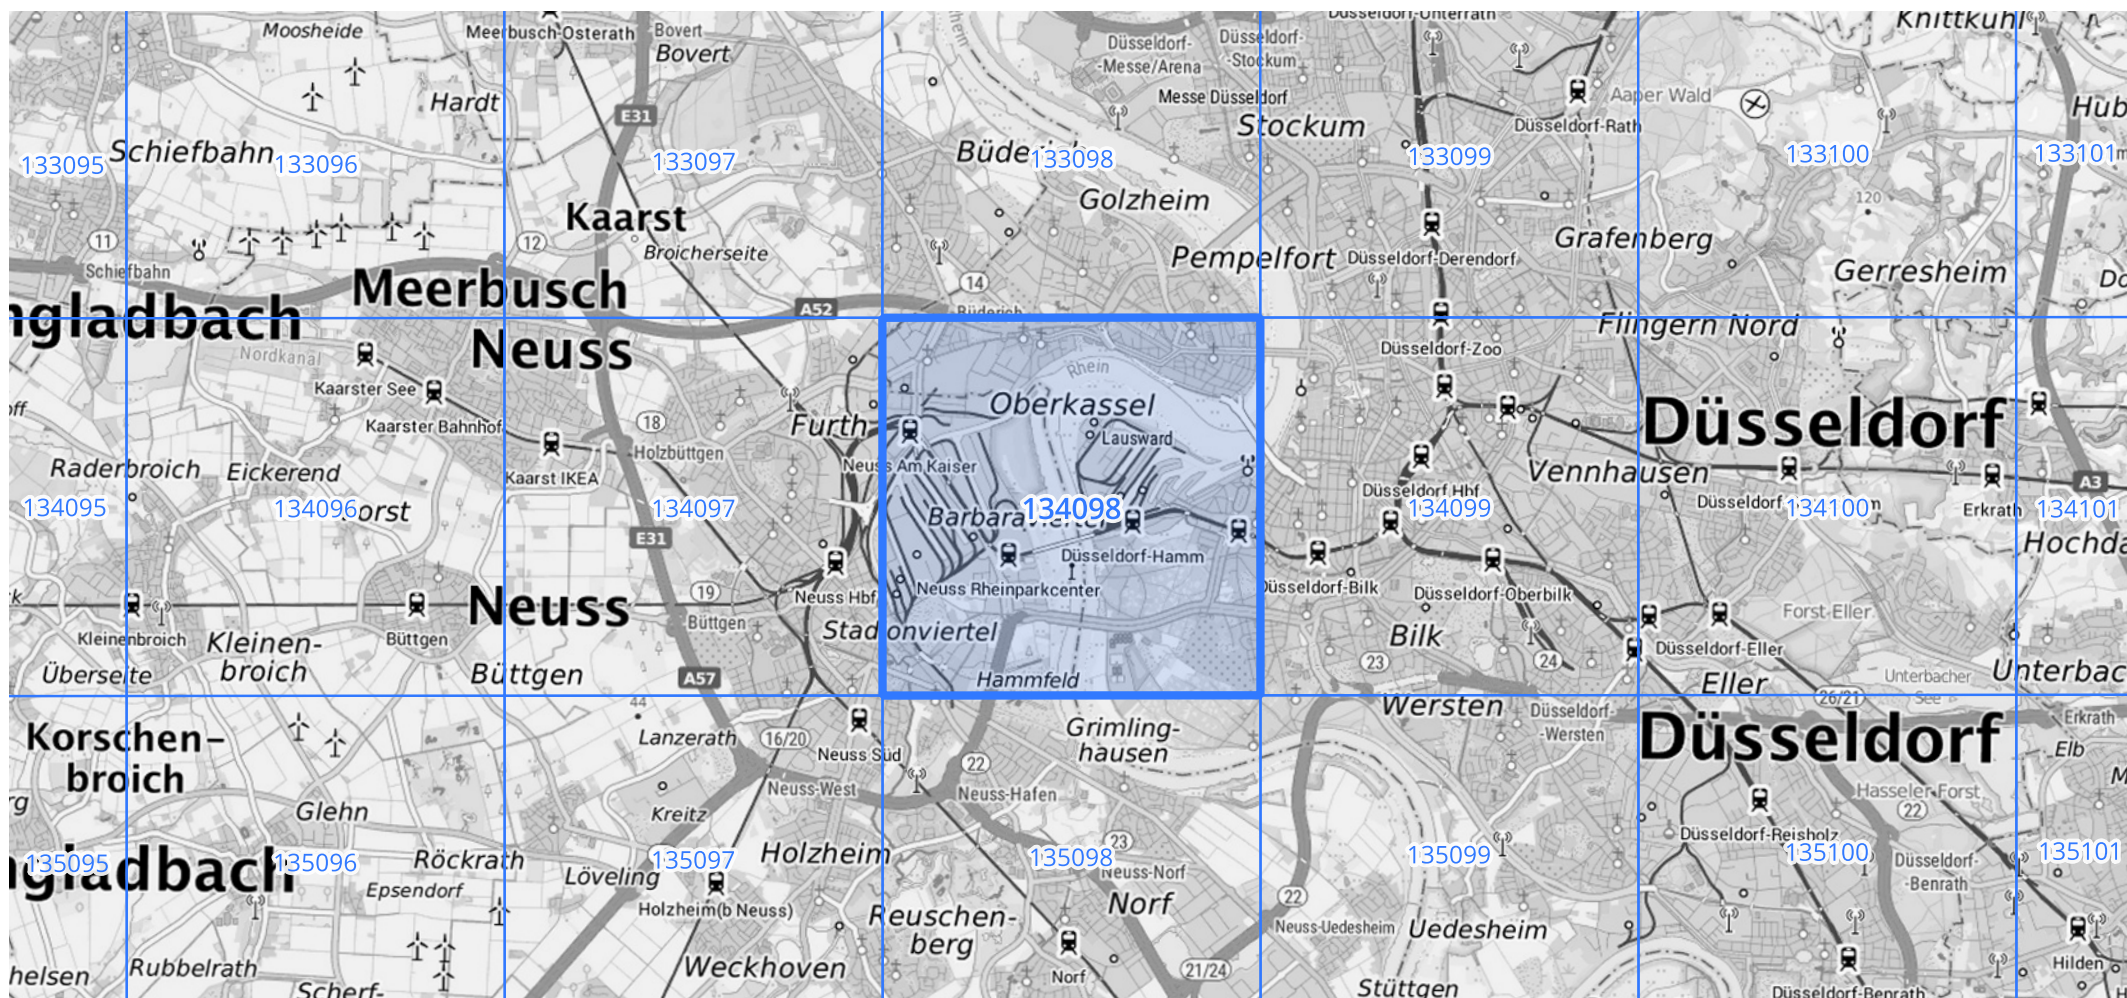 Moosheide
Meerbusch-Osterath
Bovert
Bovert
Düsseldorf-
-Messe/Arena
Düsseldorf-
-Stockum
Düsseldorf-Unterrath
Knittkuhl
Hardt
E31
Messe Düsseldorf
Stockum
Düsseldorf-Rath
Aaper Wald
Hub
Schiefbahn
133095
133096
133097
133098
133099
133100
133101
Golzheim
120
Kaarst
Broicherseite
11
12
Schiefbahn
Pempelfort
Düsseldorf-Derendorf
Grafenberg
Gerresheim
14
Büderich
Meerbusch
A52
ngladbach
Neuss
Nordkanal
Kaarster See
Kaarster Bahnhof
Rhein
Oberkassel
Düsseldorf-Zoo
Flingern Nord
Düsseldorf
18
Furth
Holzbüttgen
Lausward
Raderbroich
Eickerend
Kaarst IKEA
Neuss Am Kaiser
Vennhausen
Düsseldorf Hbf
Düsseldorf
Erkrath
A3
134095
134096
134097
134098
134099
134100
134101
E31
Düsseldorf-Hamm
Hochda
Neuss Rheinparkcenter
Düsseldorf-Bilk
Düsseldorf-Oberbilk
Neuss
19
Neuss Hbf
Büttgen
Kleinenbroich
Büttgen
Kleinen-
broich
Überseite
Büttgen
Stadionviertel
Bilk
Forst Eller
23
24
Düsseldorf-Eller
Unterbacher
See
Unterbac
A57
Hammfeld
Eller
26/21
44
Korschen-
broich
Lanzerath
16/20
Neuss Süd
Grimling-
hausen
Wersten
Düsseldorf-
-Wersten
Düsseldorf
Erkrath
Elb
Neuss-West
22
Neuss-Hafen
Hasseler Forst
22
Glehn
Kreitz
23
Düsseldorf-Reisholz
135095
135096
135097
135098
135099
135100
135101
ngladbach
Röckrath
Epsendorf
Löveling
Holzheim
Neuss-Norf
Düsseldorf-
-Benrath
Holzheim(b Neuss)
Reuschen-
berg
Norf
22
Neuss-Uedesheim
Uedesheim
helsen
Rubbelrath
Weckhoven
Norf
21/24
Hilden
Scherf-
Stüttgen
Düsseldorf-Benrath